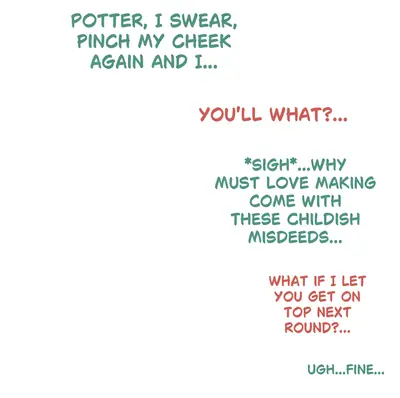 POTTER, I SWEAR,
PINCH MY CHEEK
AGAIN AND I...
YOU'LL WHAT?...
*SIGH*...WHY
MUST LOVE MAKING
COME WITH
THESE CHILDISH
MISDEEDS...
WHAT IF I LET
YOU GET ON
TOP NEXT
ROUND?...
UGH...FINE...